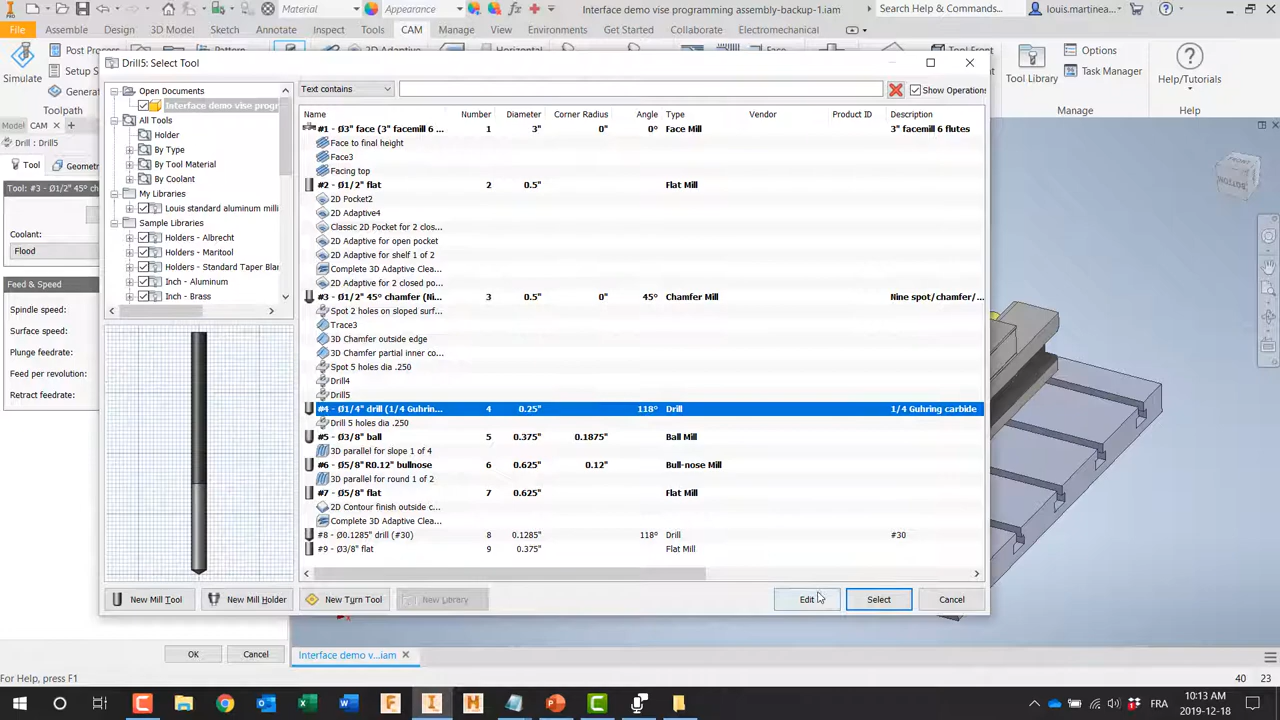 Material
Appearance
Interface demo vise programming assembly-backup-1.iam
Search Help & Commands...
louis.martinea...
File
Assemble
Design
3D Model
Sketch
Annotate
Inspect
Tools
CAM
Manage
View
Environments
Get Started
Collaborate
Electromechanical
Simulate
Post Process
Setup S
Generat
Toolpath
Tool Library
Options
Task Manager
Manage
Help/Tutorials
Help
Model
CAM
Drill : Drill5
Tool
Geometr
Tool: #3 - Ø1/2" 45° cha
Coolant:
Flood
Feed & Speed
Spindle speed:
Surface speed:
Plunge feedrate:
Feed per revolution:
Retract feedrate:
Drill5: Select Tool
Open Documents
Interface demo vise progr
All Tools
Holder
By Type
By Tool Material
By Coolant
My Libraries
Louis standard aluminum milli
Sample Libraries
Holders - Albrecht
Holders - Maritool
Holders - Standard Taper Blan
Inch - Aluminum
Inch - Brass
Text contains
Show Operations
Name Number Diameter Corner Radius Angle Type Vendor Product ID Description
#1 - Ø3" face (3" facemill 6 ... 1 3" 0" 0° Face Mill 3" facemill 6 flutes
Face to final height
Face3
Facing top
#2 - Ø1/2" flat 2 0.5" Flat Mill
2D Pocket2
2D Adaptive4
Classic 2D Pocket for 2 clos...
2D Adaptive for open pocket
2D Adaptive for shelf 1 of 2
Complete 3D Adaptive Clea...
2D Adaptive for 2 closed po...
#3 - Ø1/2" 45° chamfer (Ni... 3 0.5" 0" 45° Chamfer Mill Nine spot/chamfer/...
Spot 2 holes on sloped surf...
Trace3
3D Chamfer outside edge
3D Chamfer partial inner co...
Spot 5 holes dia .250
Drill4
Drill5
#4 - Ø1/4" drill (1/4 Guhrin... 4 0.25" 118° Drill 1/4 Guhring carbide
Drill 5 holes dia .250
#5 - Ø3/8" ball 5 0.375" 0.1875" Ball Mill
3D parallel for slope 1 of 4
#6 - Ø5/8" R0.12" bullnose 6 0.625" 0.12" Bull-nose Mill
3D parallel for round 1 of 2
#7 - Ø5/8" flat 7 0.625" Flat Mill
2D Contour finish outside c...
Complete 3D Adaptive Clea...
#8 - Ø0.1285" drill (#30) 8 0.1285" 118° Drill #30
#9 - Ø3/8" flat 9 0.375" Flat Mill
New Mill Tool
New Mill Holder
New Turn Tool
New Library
Edit
Select
Cancel
OK
Cancel
Interface demo v...iam
For Help, press F1
40 23
FRA
10:13 AM
2019-12-18